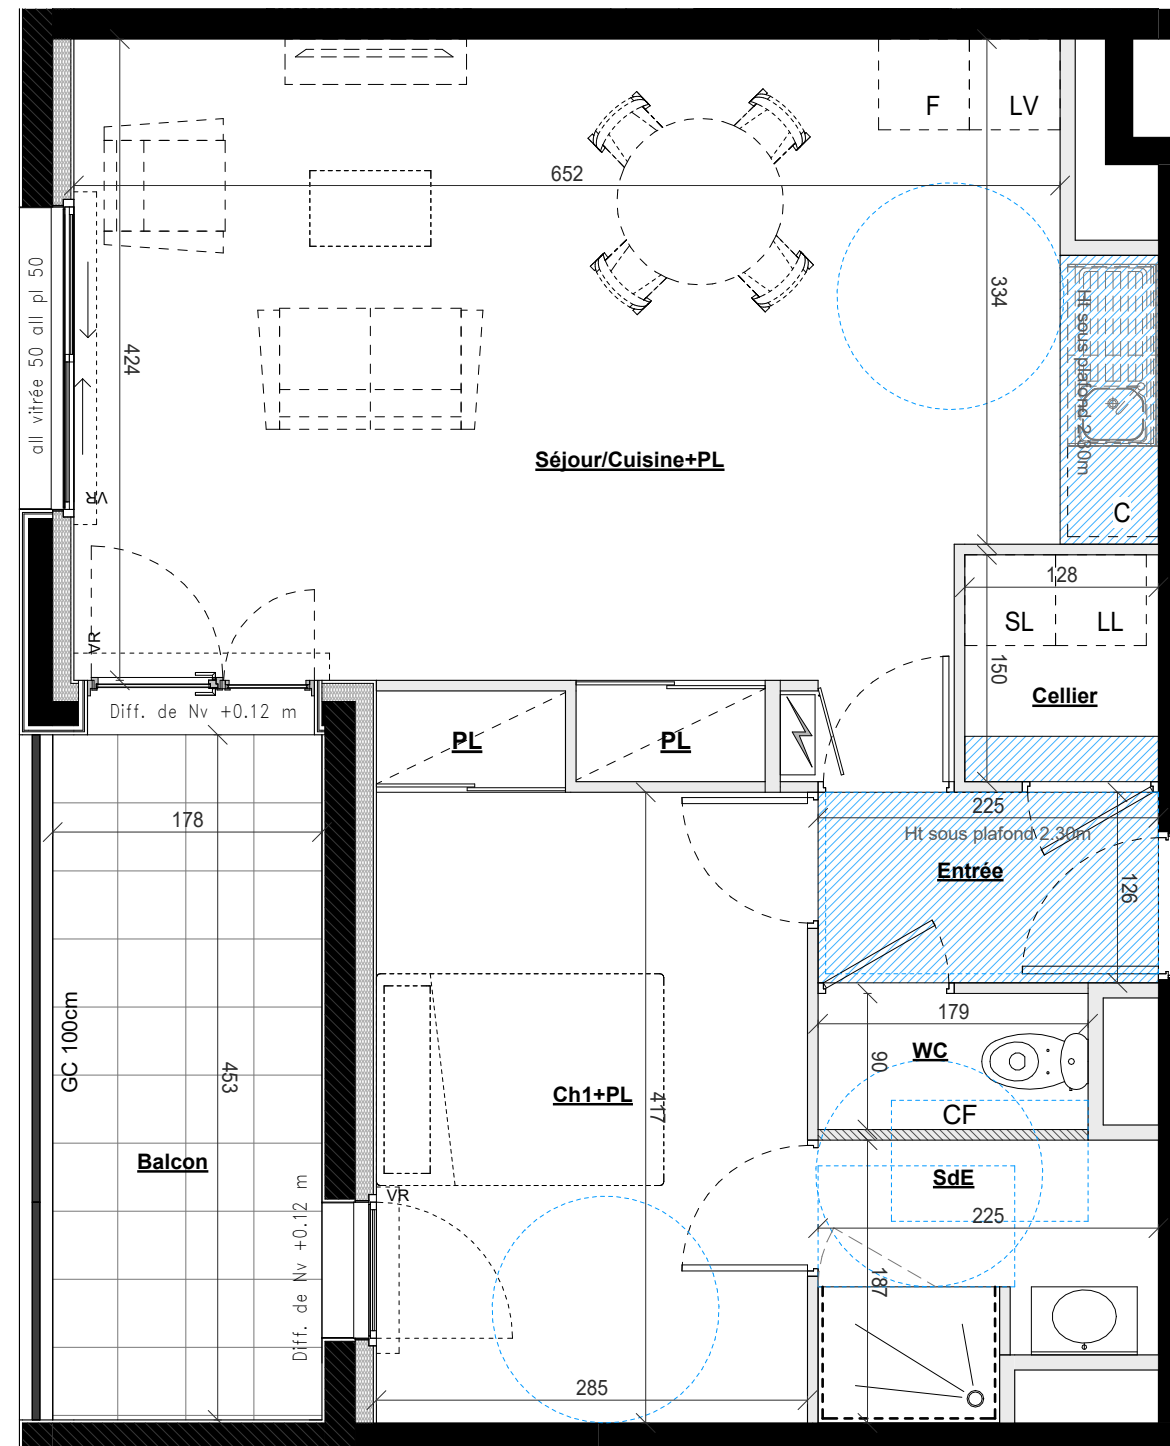 F
LV
652
all vitrée 50 all pl 50
424
334
Ht sous plafond 2.30m
Séjour/Cuisine+PL
VR
C
128
SL
LL
150
VR
Cellier
Diff. de Nv +0.12 m
PL
PL
178
225
Ht sous plafond 2.30m
Entrée
126
179
WC
90
GC 100cm
453
Ch1+PL
417
CF
Balcon
SdE
VR
225
Diff. de Nv +0.12 m
187
285